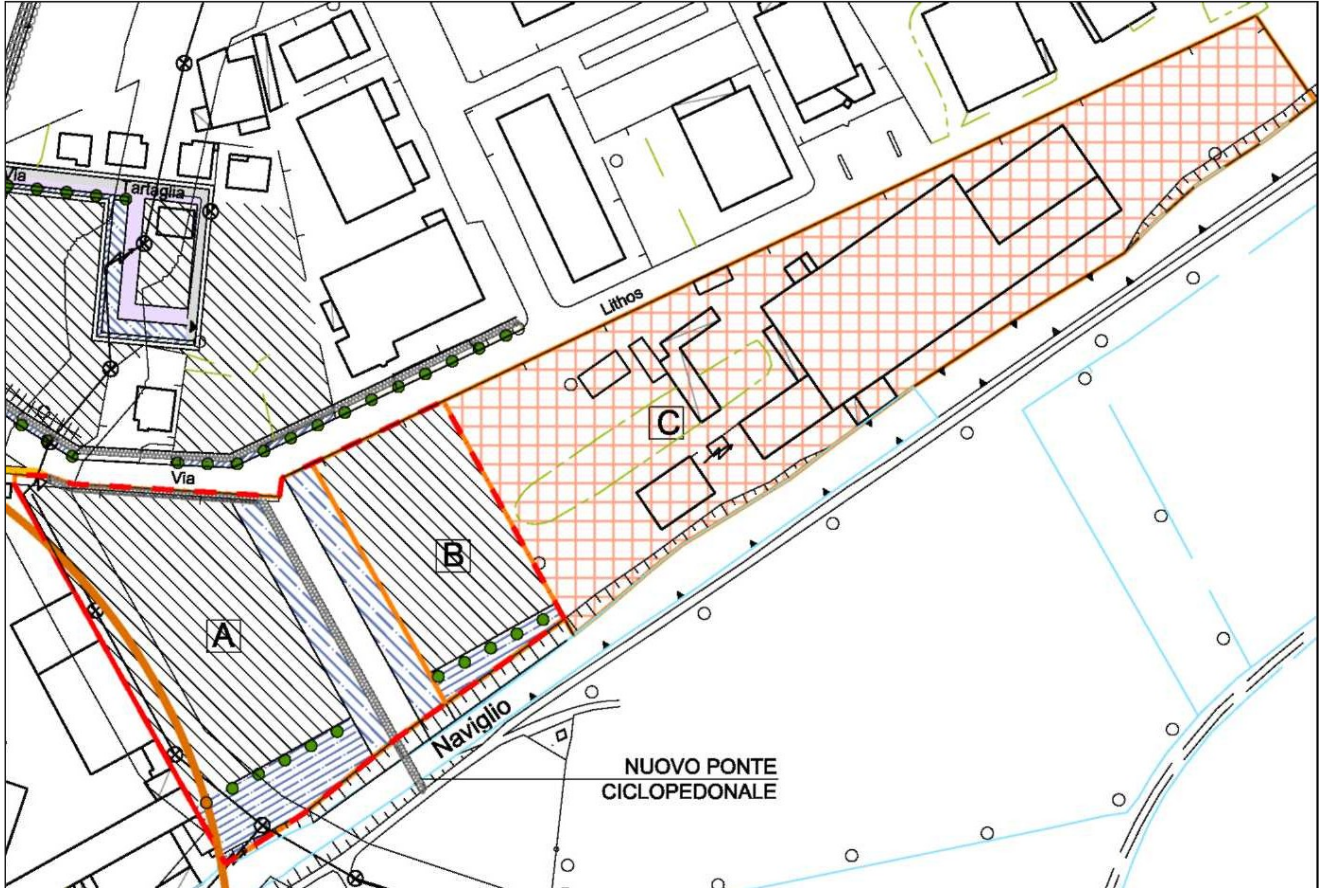 Via
Tartaglia
Lithos
C
Via
B
A
Naviglio
NUOVO PONTE
CICLOPEDONALE